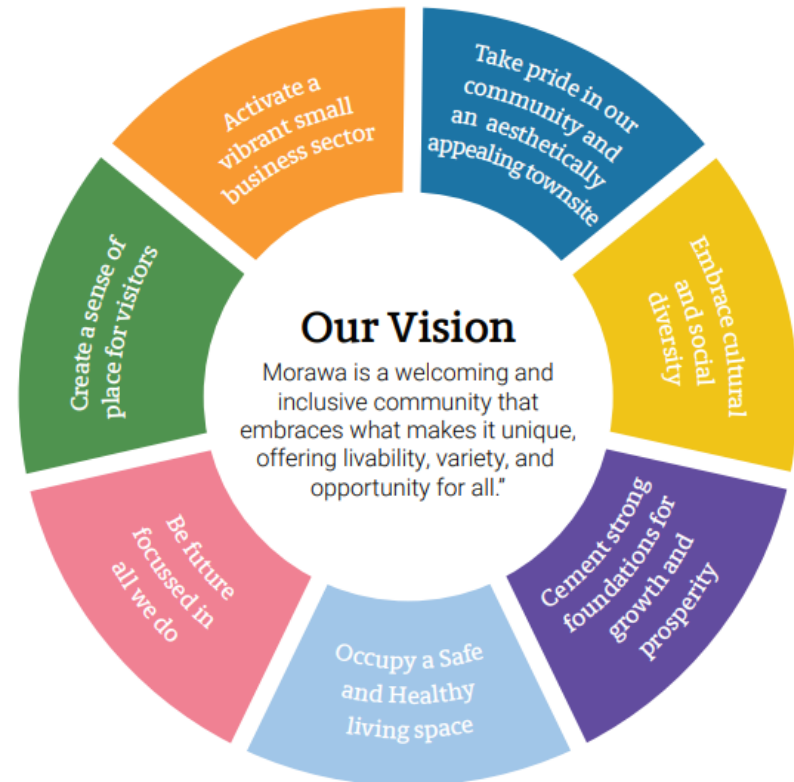 Our Vision
Morawa is a welcoming and
inclusive community that
embraces what makes it unique,
offering livability, variety, and
opportunity for all.”
Take pride in our
community and
an aesthetically
appealing townsite
Embrace cultural
and social
diversity
Cement strong
foundations for
growth and
prosperity
Occupy a Safe
and Healthy
living space
Be future
focussed in
all we do
Create a sense of
place for visitors
Activate a
vibrant small
business sector